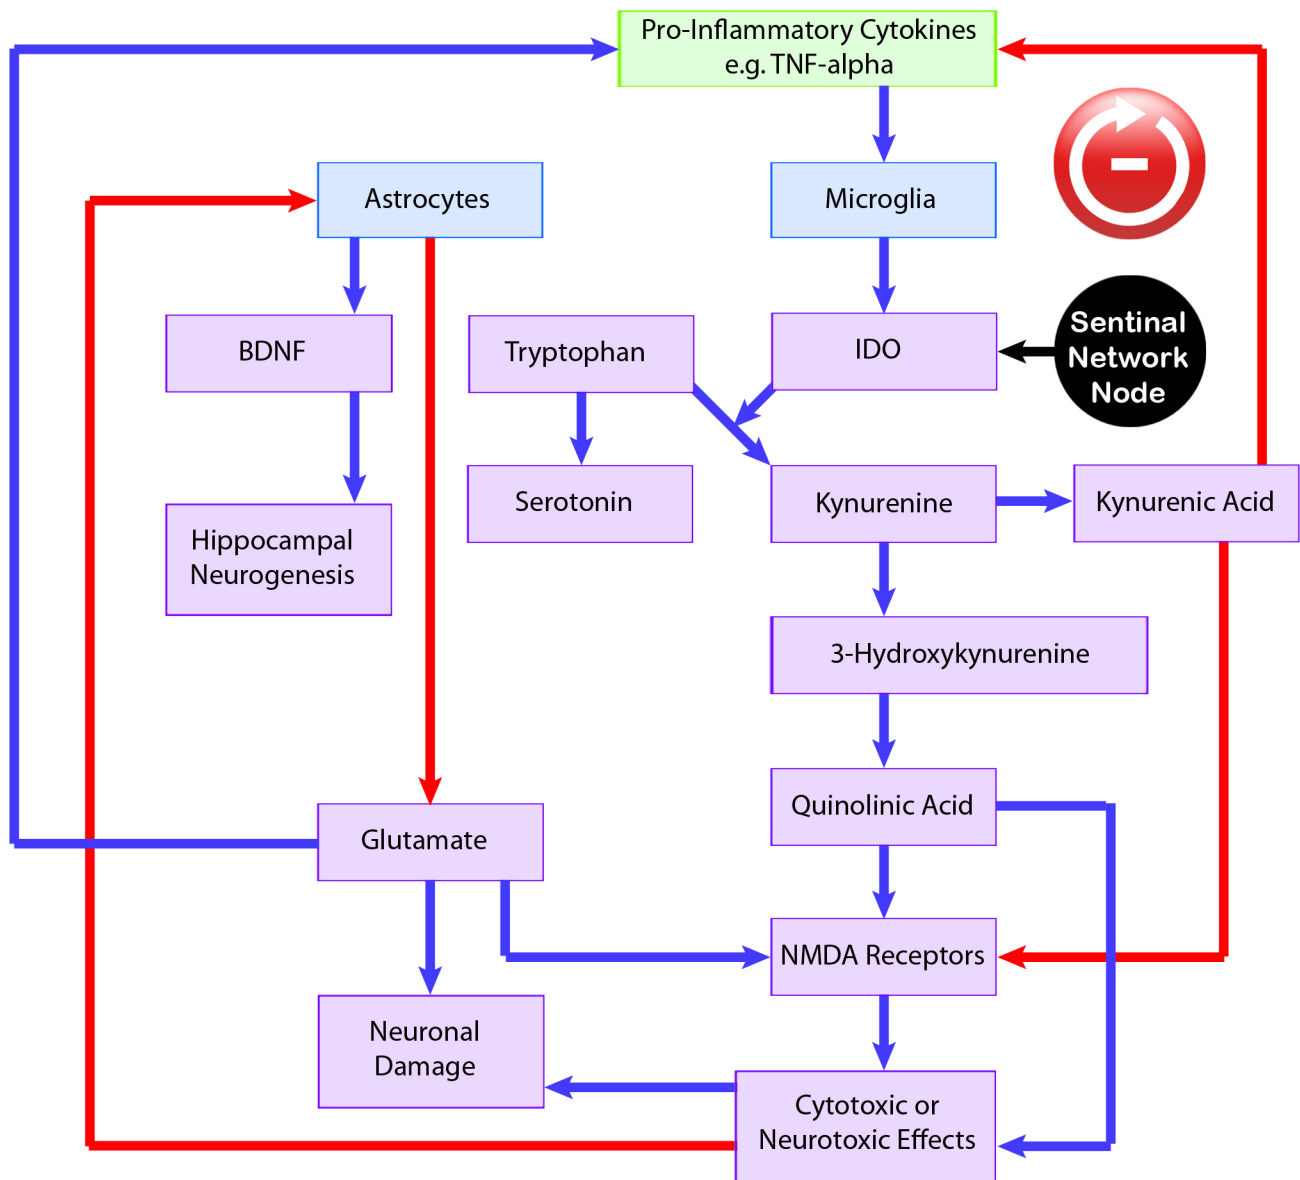 Pro-Inflammatory Cytokines
e.g. TNF-alpha
Astrocytes
Microglia
BDNF
Tryptophan
IDO
Sentinal
Network
Node
Serotonin
Kynurenine
Kynurenic Acid
Hippocampal
Neurogenesis
3-Hydroxykynurenine
Quinolinic Acid
Glutamate
NMDA Receptors
Neuronal
Damage
Cytotoxic or
Neurotoxic Effects